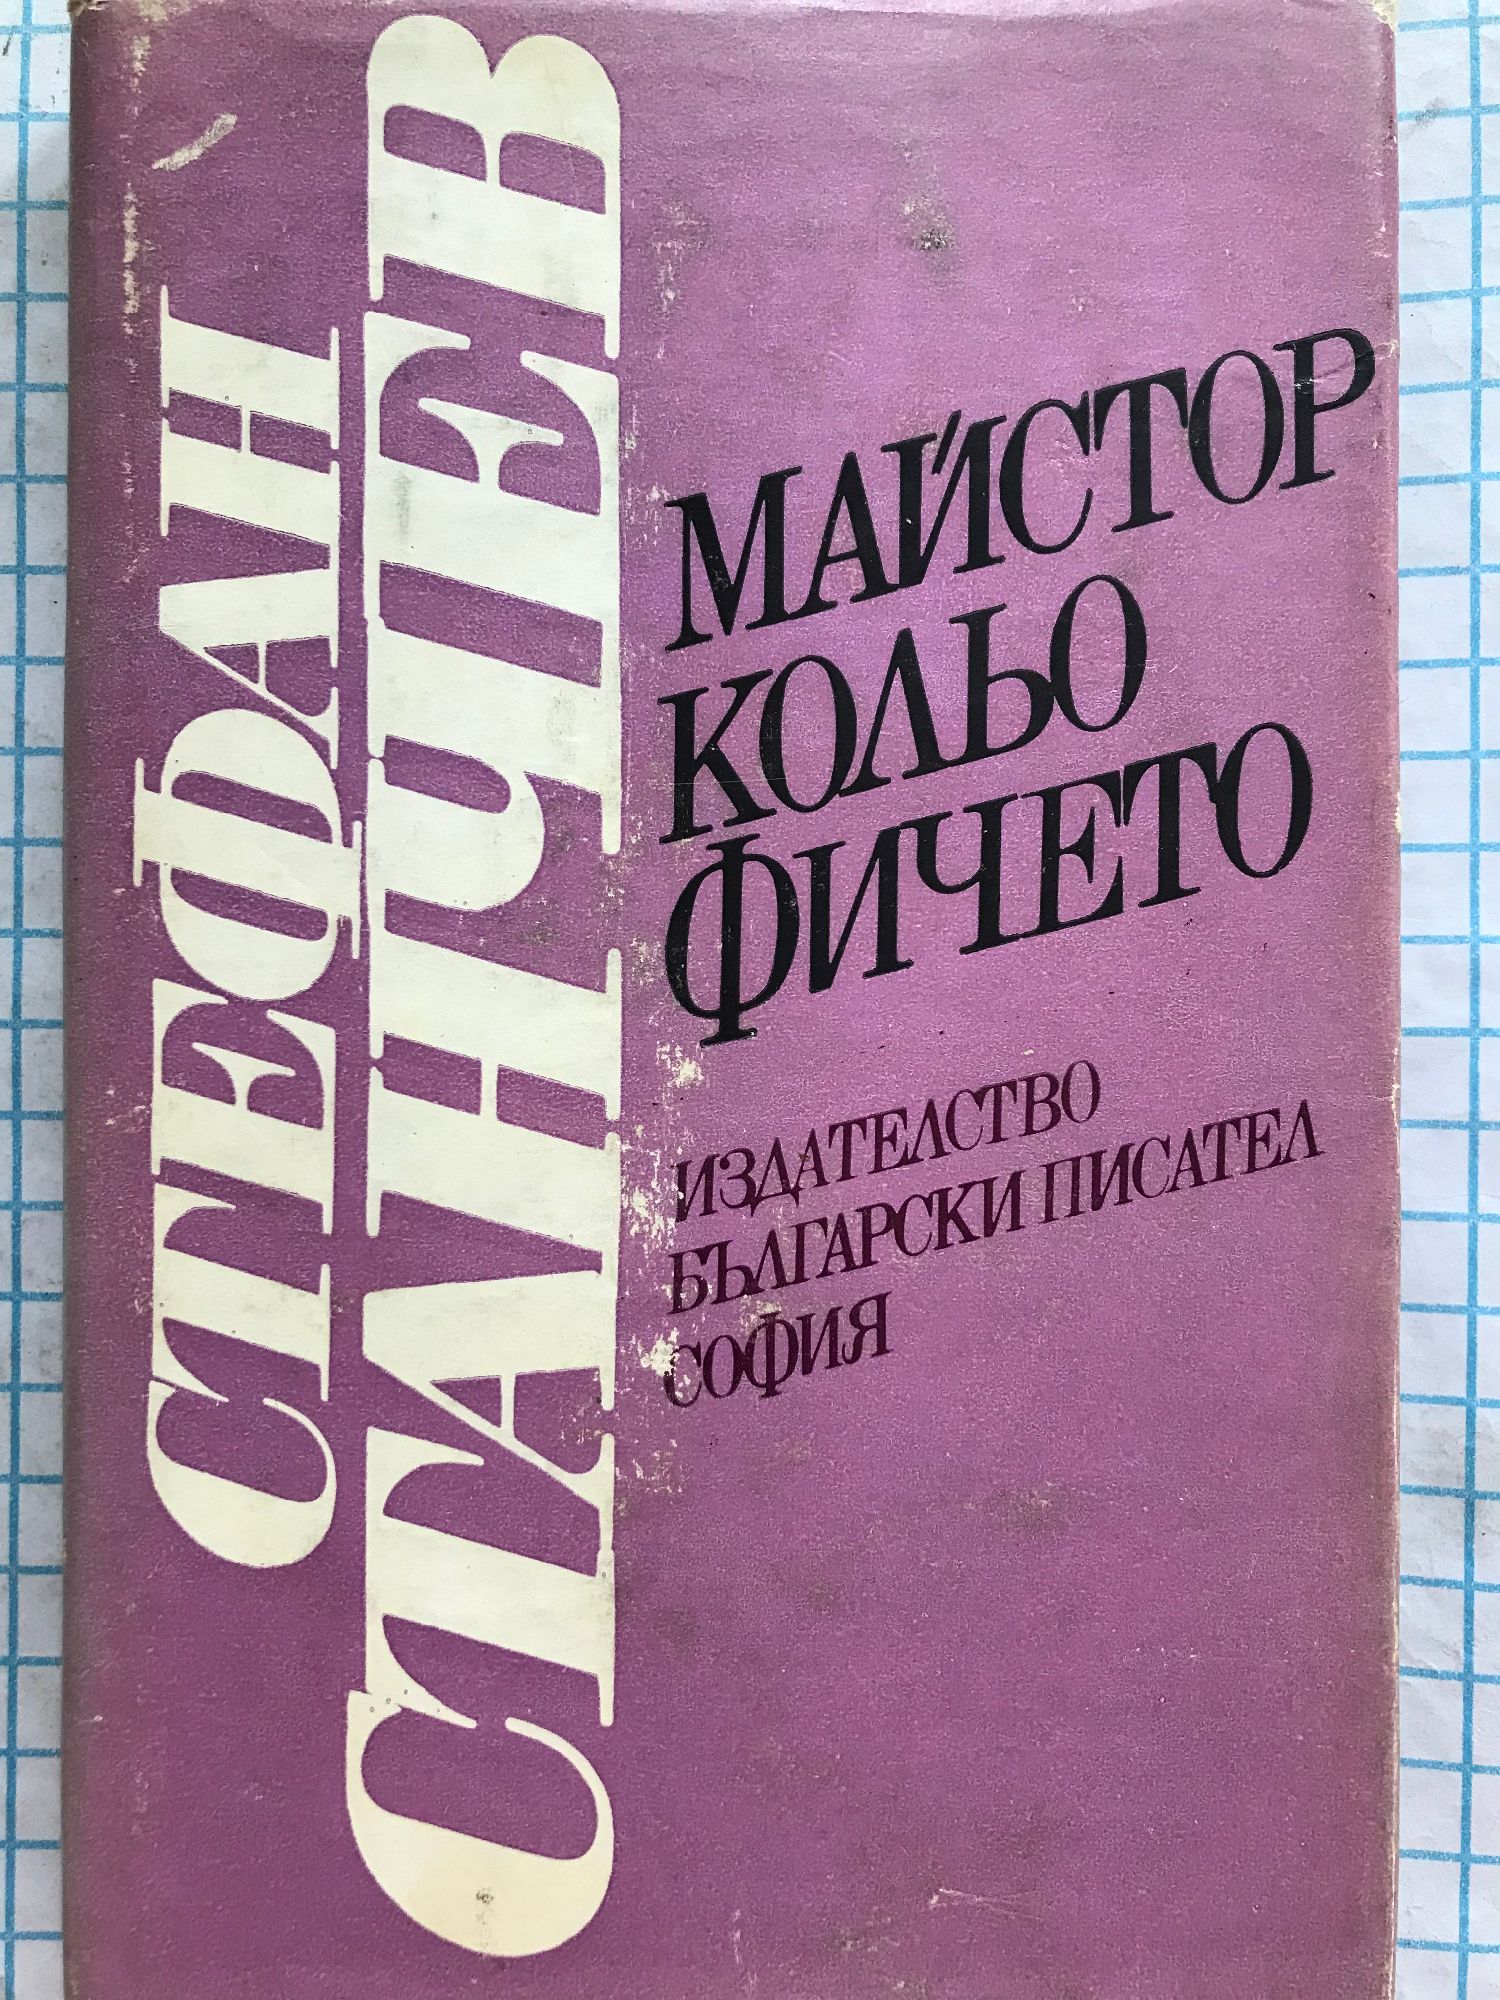 СТЕФАН
СТАНЧЕВ
МАЙСТОР
КОЛЬО
ФИЧЕТО
ИЗДАТЕЛСТВО
БЪЛГАРСКИ ПИСАТЕЛ
СОФИЯ